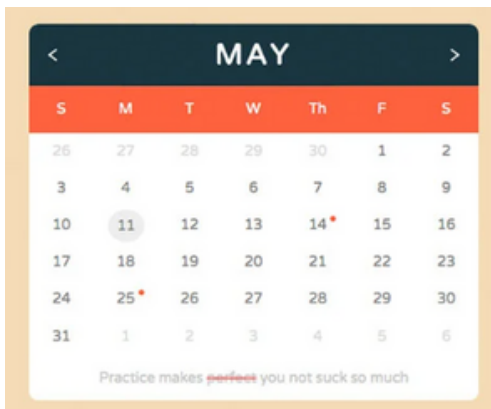 < MAY >
S M T W Th F S
26 27 28 29 30 1 2
3 4 5 6 7 8 9
10 11 12 13 14 15 16
17 18 19 20 21 22 23
24 25 26 27 28 29 30
31 1 2 3 4 5 6
Practice makes perfect you not suck so much